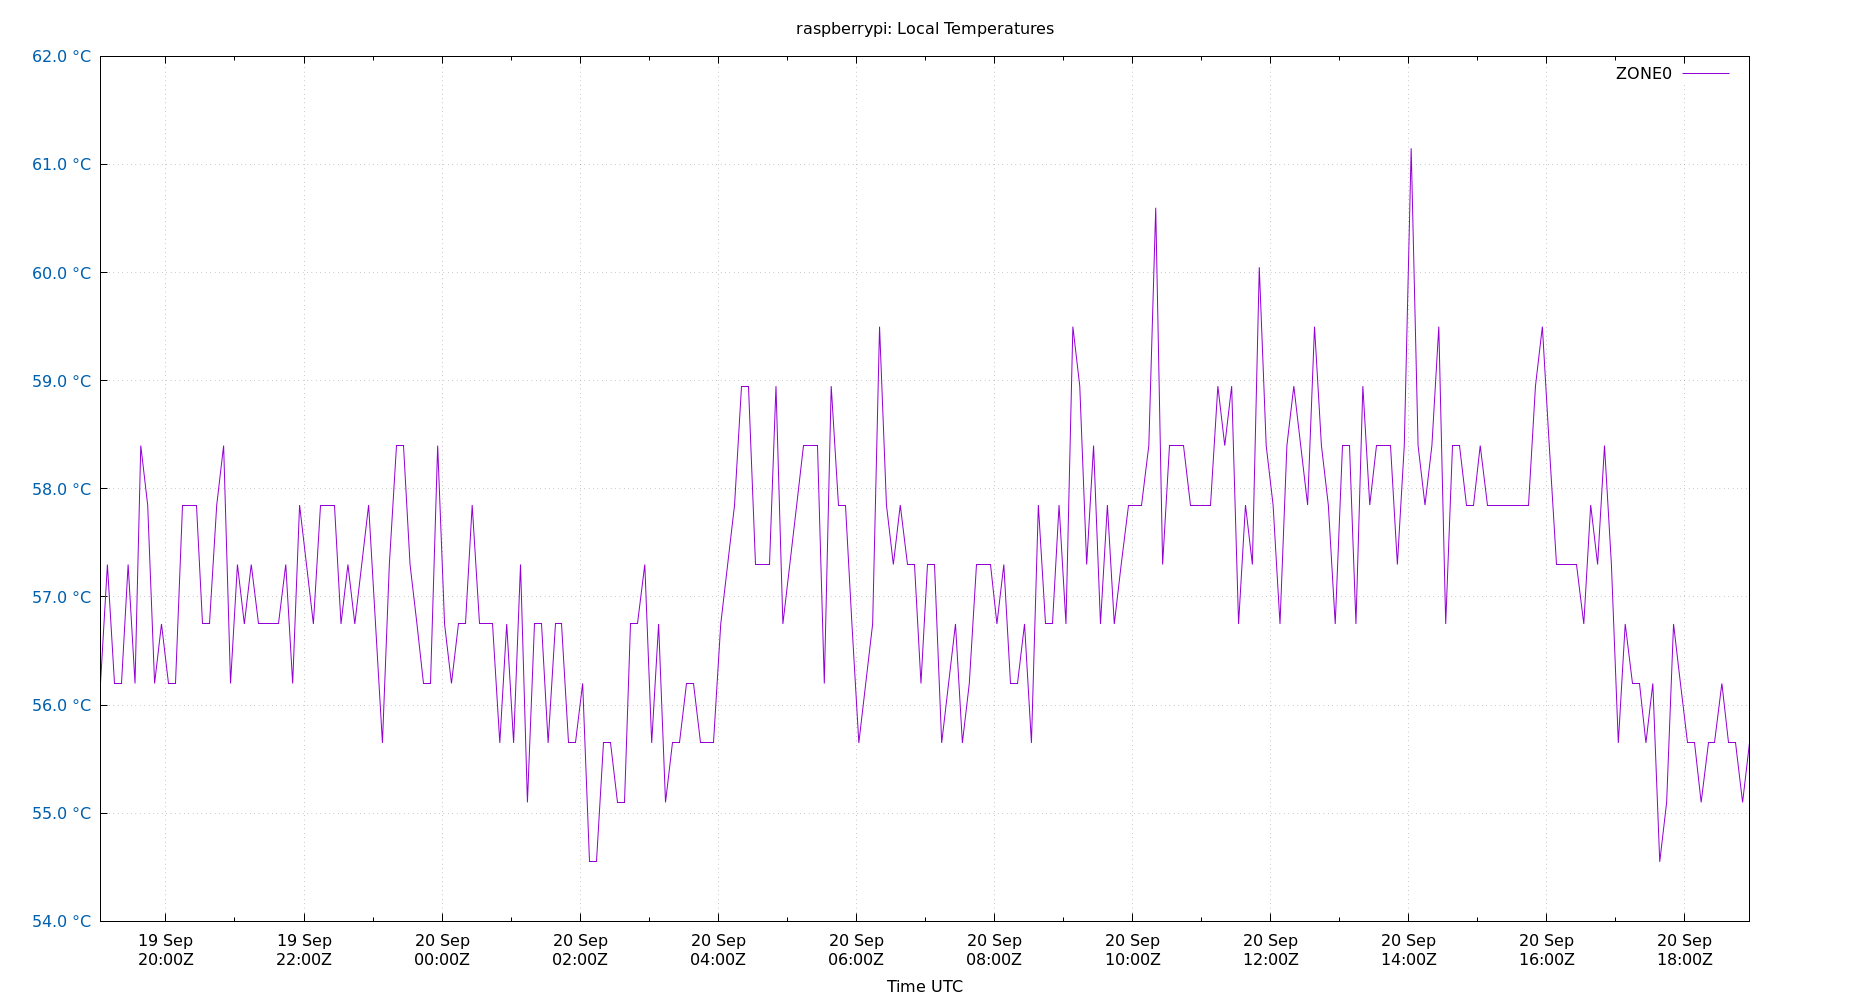 raspberrypi: Local Temperatures
62.0 °C
ZONE0
61.0 °C
60.0 °C
59.0 °C
58.0 °C
57.0 °C
56.0 °C
55.0 °C
54.0 °C
19 Sep 19 Sep 20 Sep 20 Sep 20 Sep 20 Sep 20 Sep 20 Sep 20 Sep 20 Sep 20 Sep 20 Sep
20:00Z 22:00Z 00:00Z 02:00Z 04:00Z 06:00Z 08:00Z 10:00Z 12:00Z 14:00Z 16:00Z 18:00Z
Time UTC